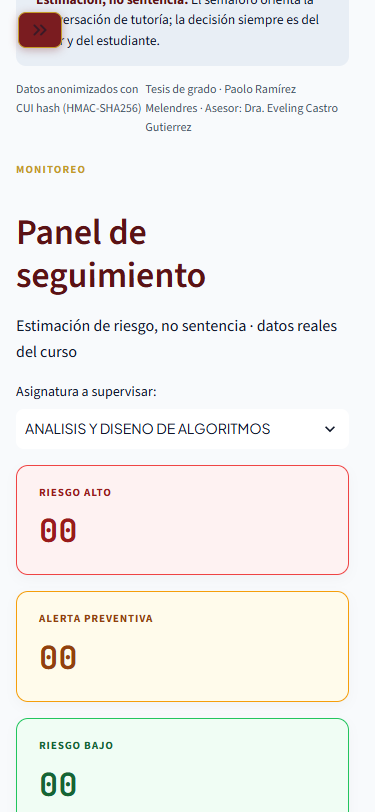 Estimación, no sentencia. El semáforo orienta la
versación de tutoría; la decisión siempre es del
y del estudiante.
Datos anonimizados con
CUI hash (HMAC-SHA256)
Tesis de grado · Paolo Ramírez
Melendres · Asesor: Dra. Eveling Castro
Gutierrez
MONITOREO
Panel de
seguimiento
Estimación de riesgo, no sentencia · datos reales
del curso
Asignatura a supervisar:
ANALISIS Y DISENO DE ALGORITMOS
RIESGO ALTO
00
ALERTA PREVENTIVA
00
RIESGO BAJO
00